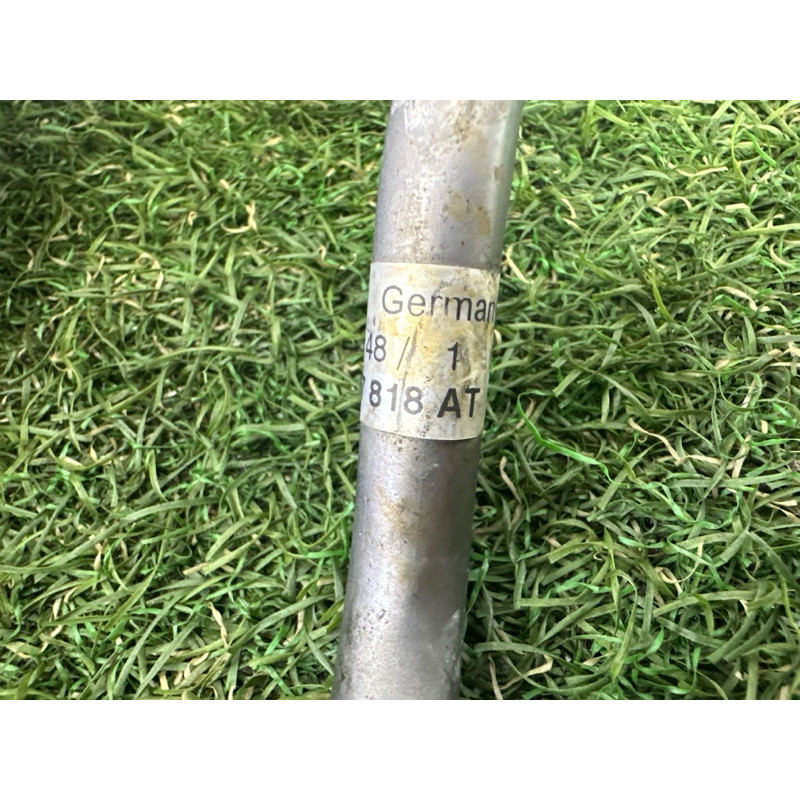 German
48 / 1
818 AT